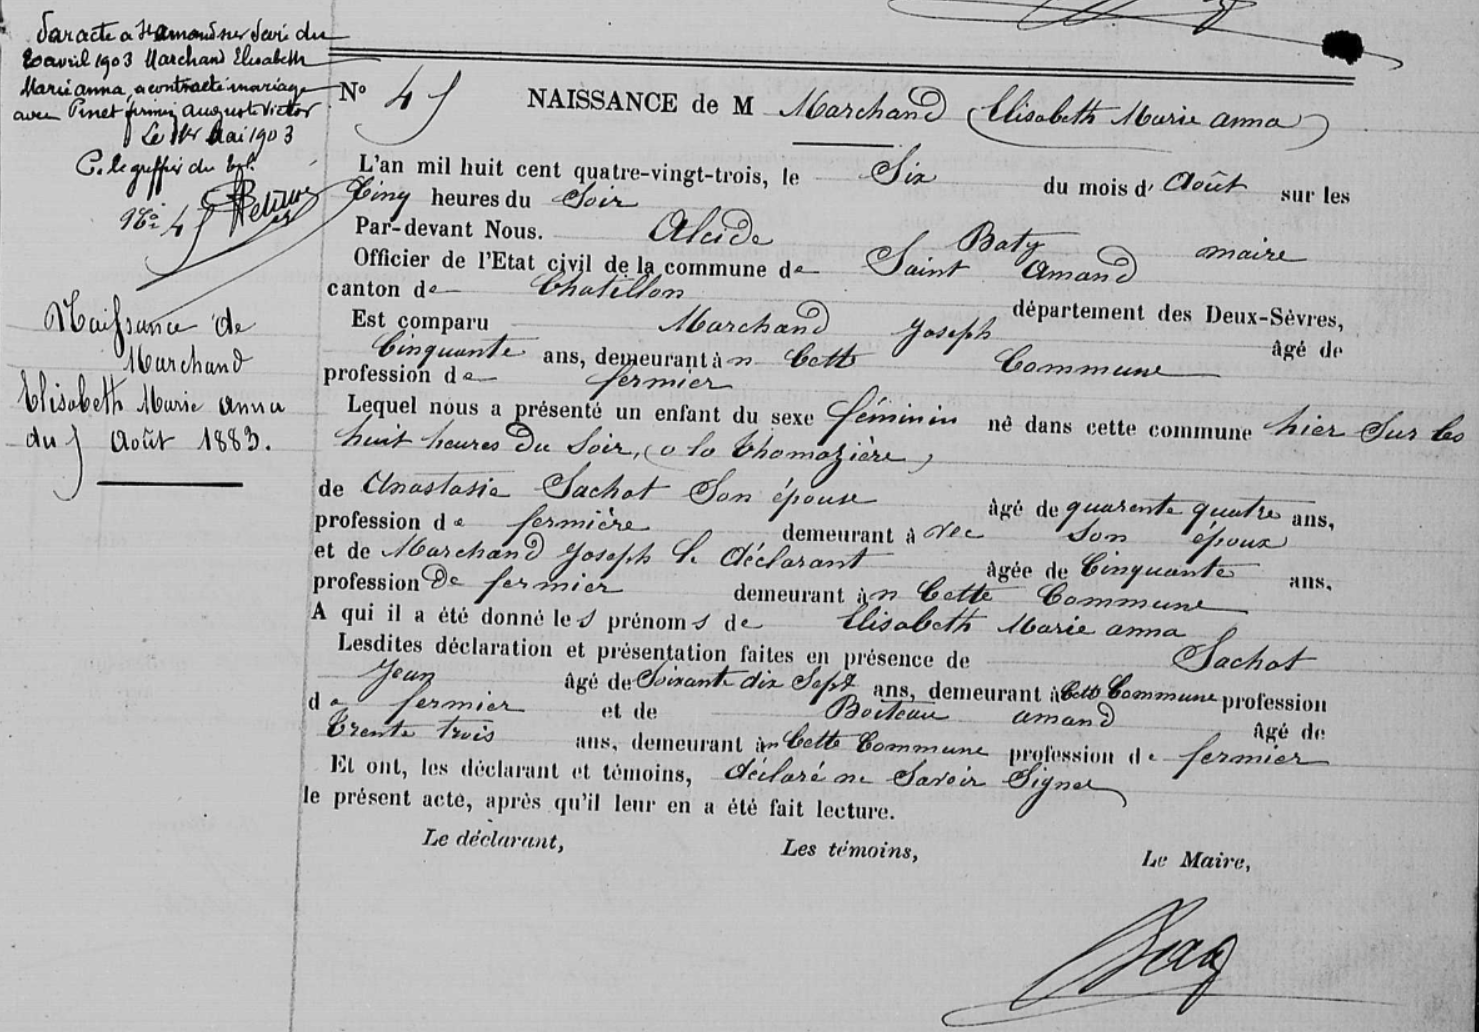 Par acte à St amand sur Sèvre du
20 avril 1903 Marchand Elisabeth
Marie anna, a contracté mariage
avec Pinet firmin Auguste Victor
Le 1er Mai 1903
C. le greffier du
No 45
Naissance de
Marchand
Elisabeth Marie anna
du 5 Août 1883.
No 45 NAISSANCE de M Marchand (Elisabeth Marie anna)
L'an mil huit cent quatre-vingt-trois, le Six du mois d' Août sur les
Cinq heures du Soir
Par-devant Nous. Alcide Baty maire
Officier de l'Etat civil de la commune de Saint Amand
canton de Chatillon département des Deux-Sèvres,
Est comparu Marchand Joseph âgé de
Cinquante ans, demeurant à n Cette Commune
profession de fermier
Lequel nous a présenté un enfant du sexe féminin né dans cette commune hier Sur les
huit heures Du Soir, (a la Thomazière)
de Anastasie Sachot Son épouse âgé de quarente quatre ans,
profession de fermière demeurant à vec Son époux
et de Marchand Joseph le déclarant âgée de Cinquante ans.
profession De fermier demeurant à n Cette Commune
A qui il a été donné les prénoms de Elisabeth Marie anna
Lesdites déclaration et présentation faites en présence de Sachot
Jean âgé de Soixante dix Sept ans, demeurant à Cette Commune profession
de fermier et de Boiteau amand âgé de
Trente trois ans, demeurant à n Cette Commune profession de fermier
Et ont, les déclarant et témoins, déclaré ne Savoir Signer
le présent acte, après qu'il leur en a été fait lecture.
Le déclarant, Les témoins, Le Maire,